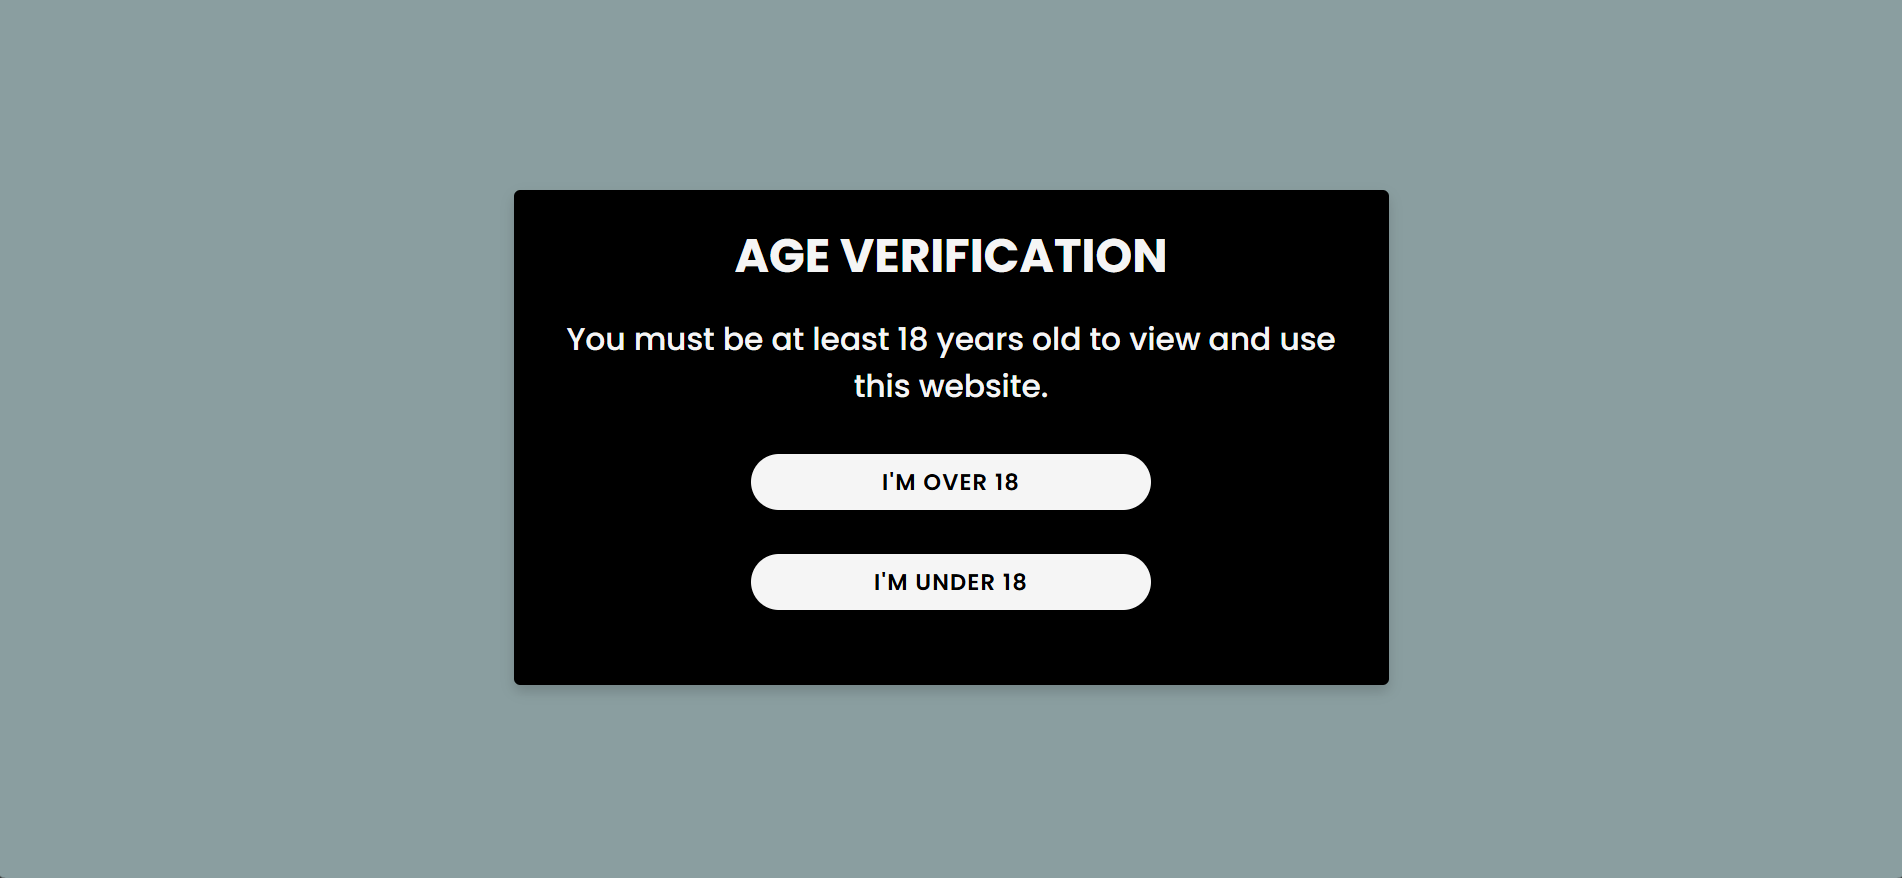 AGE VERIFICATION
You must be at least 18 years old to view and use
this website.
I'M OVER 18
I'M UNDER 18